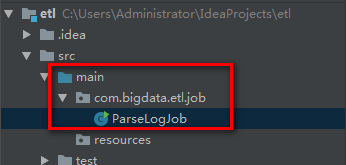 etl C:\Users\Administrator\IdeaProjects\etl
.idea
src
main
com.bigdata.etl.job
ParseLogJob
resources
test